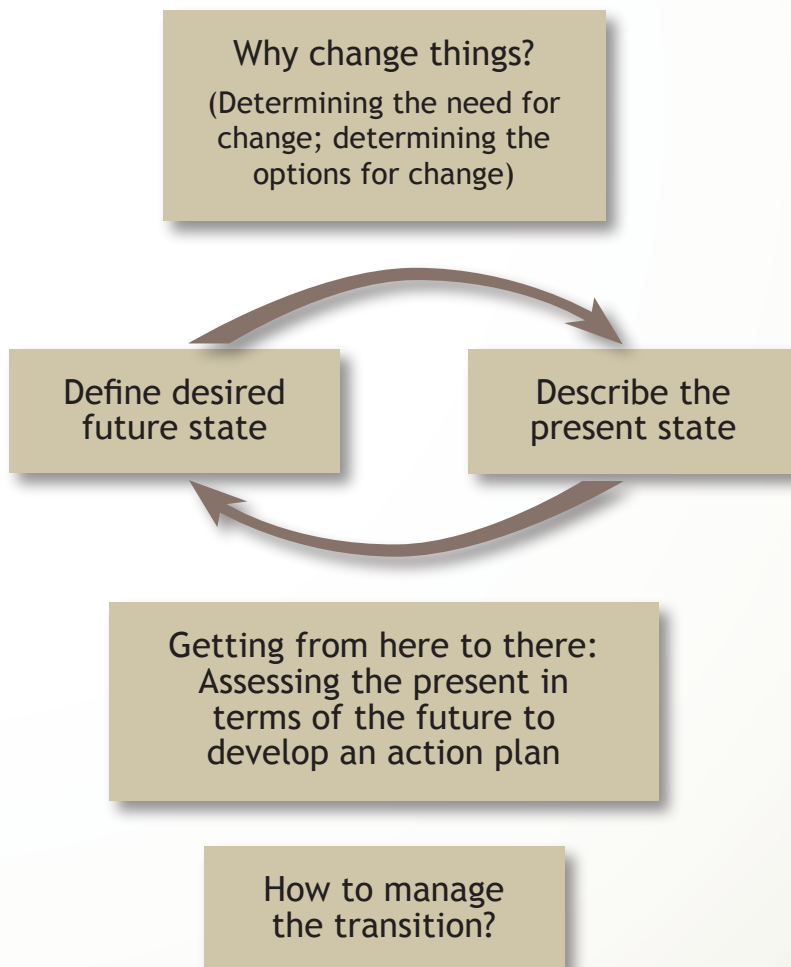 Why change things?
(Determining the need for
change; determining the
options for change)
Define desired
future state
Describe the
present state
Getting from here to there:
Assessing the present in
terms of the future to
develop an action plan
How to manage
the transition?